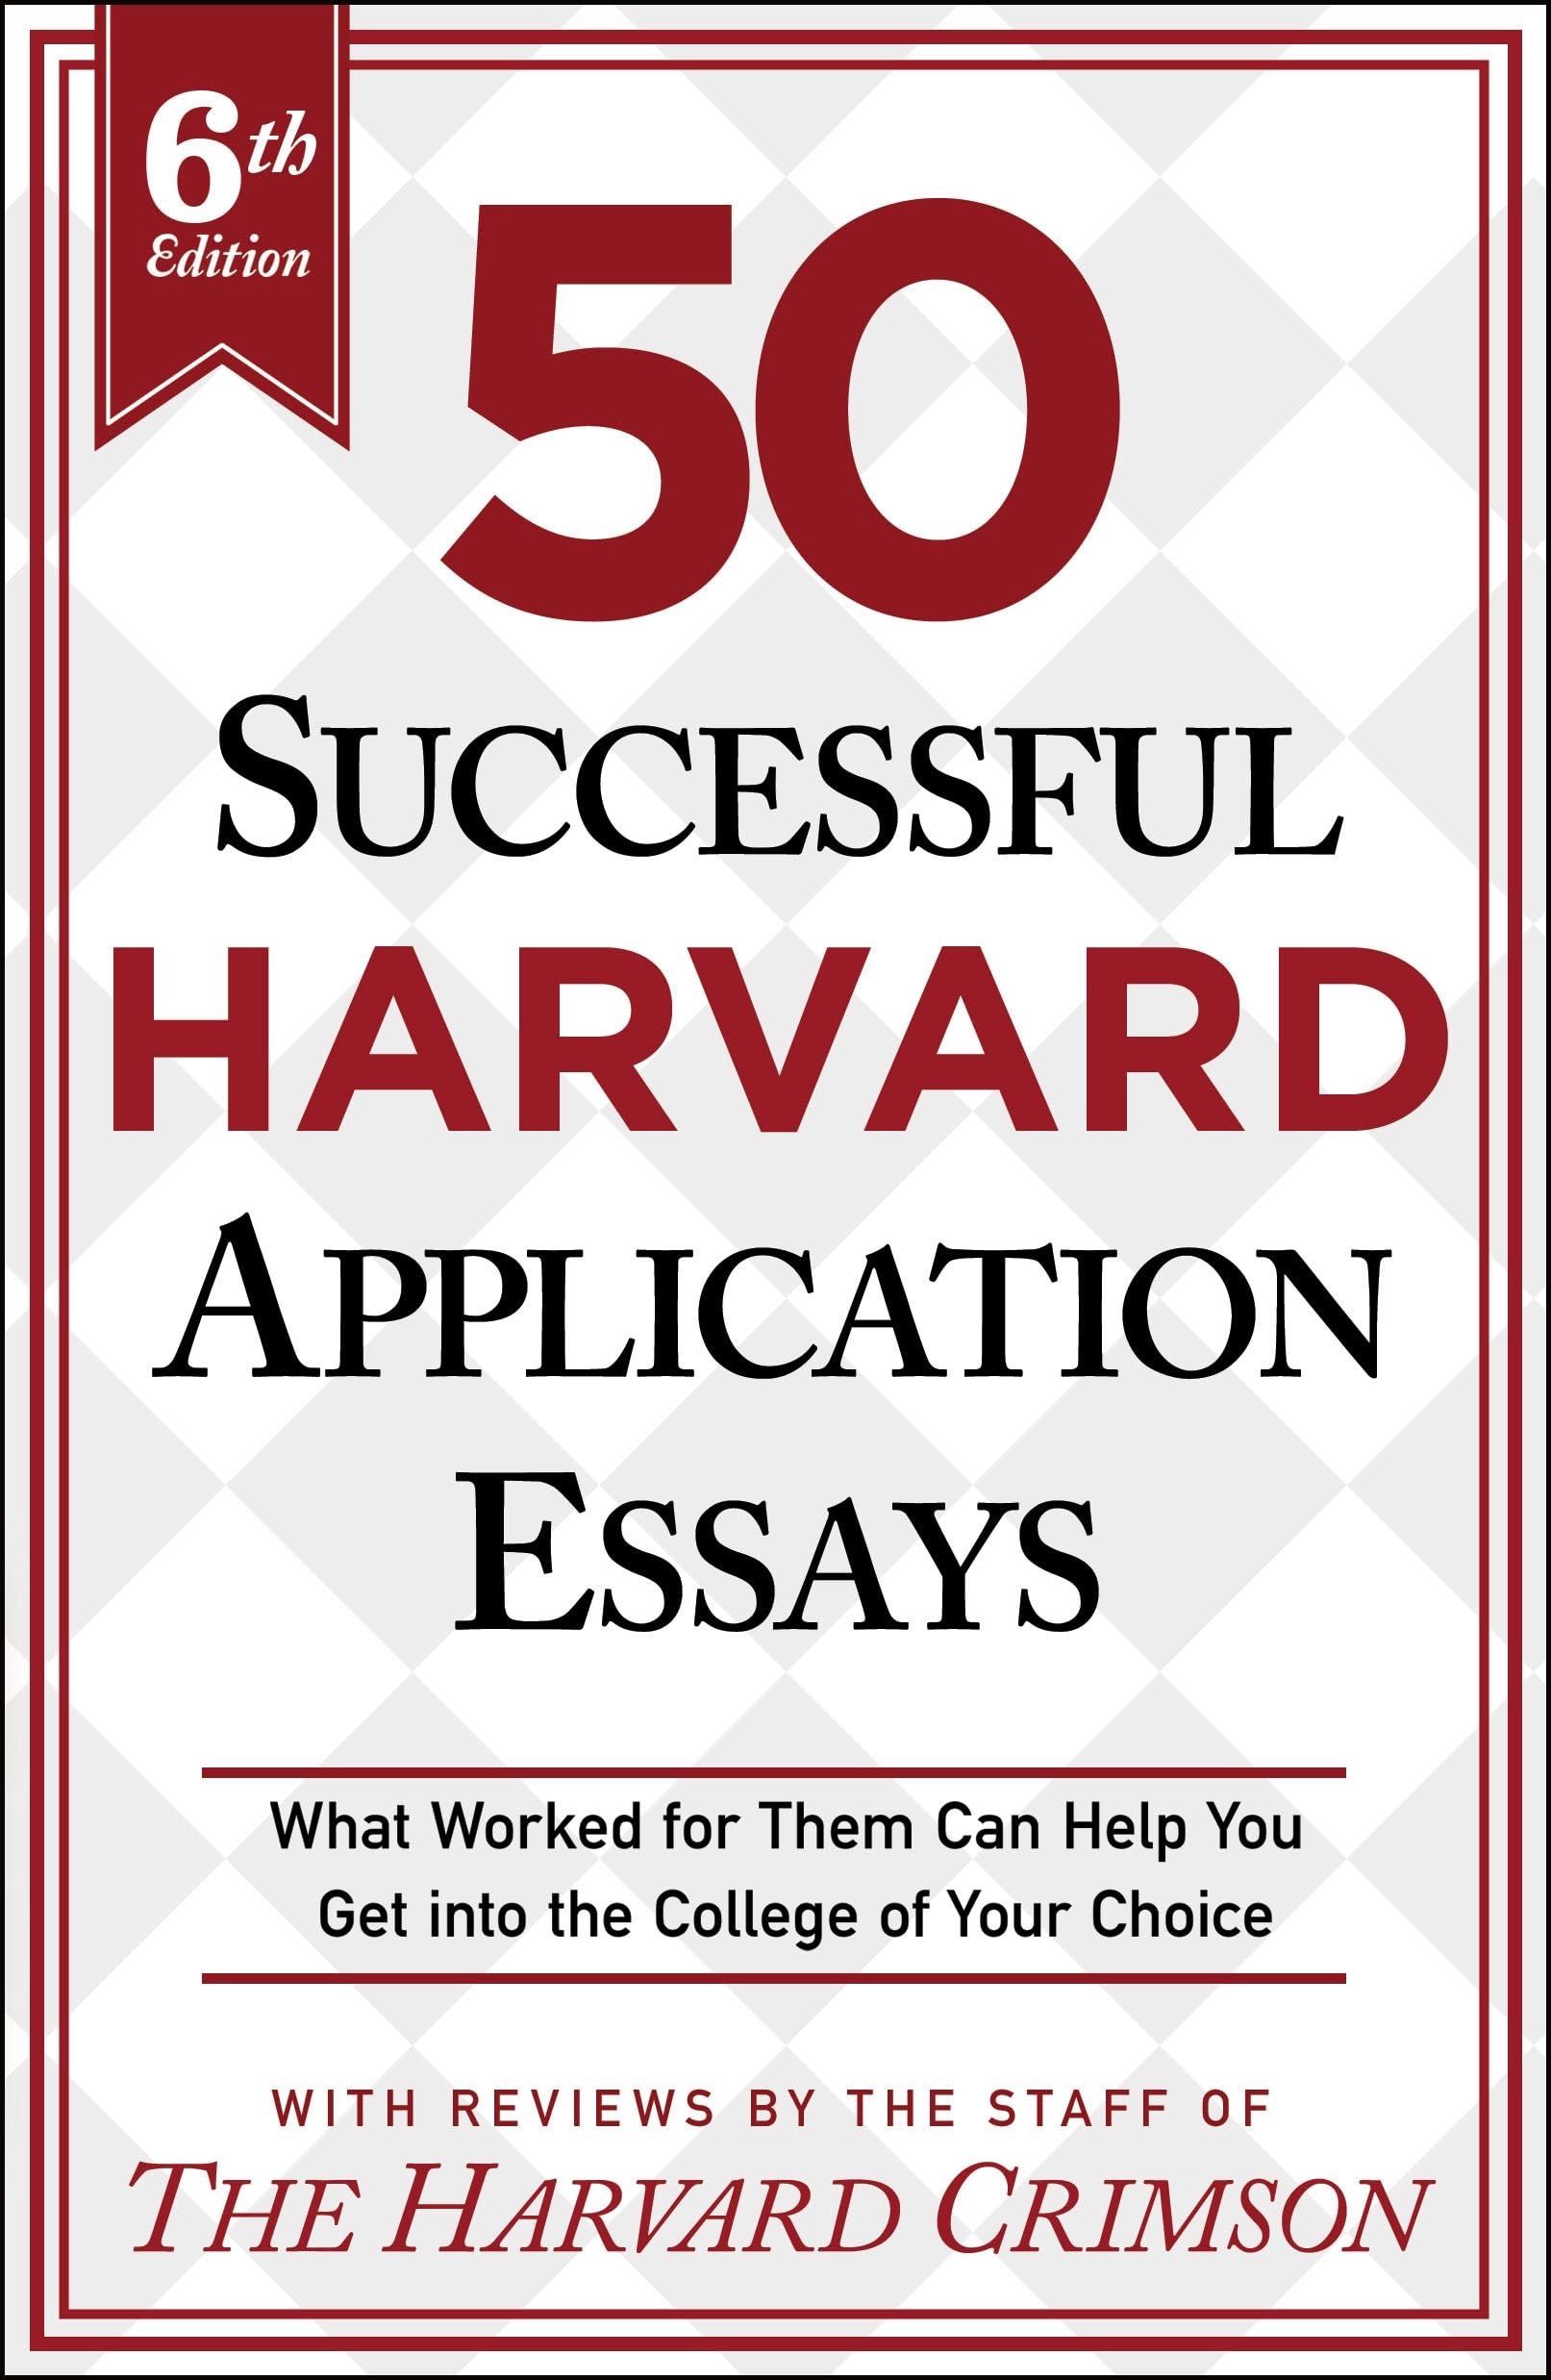 6th
Edition
50
SUCCESSFUL
HARVARD
APPLICATION
ESSAYS
What Worked for Them Can Help You
Get into the College of Your Choice
WITH REVIEWS BY THE STAFF OF
THE HARVARD CRIMSON